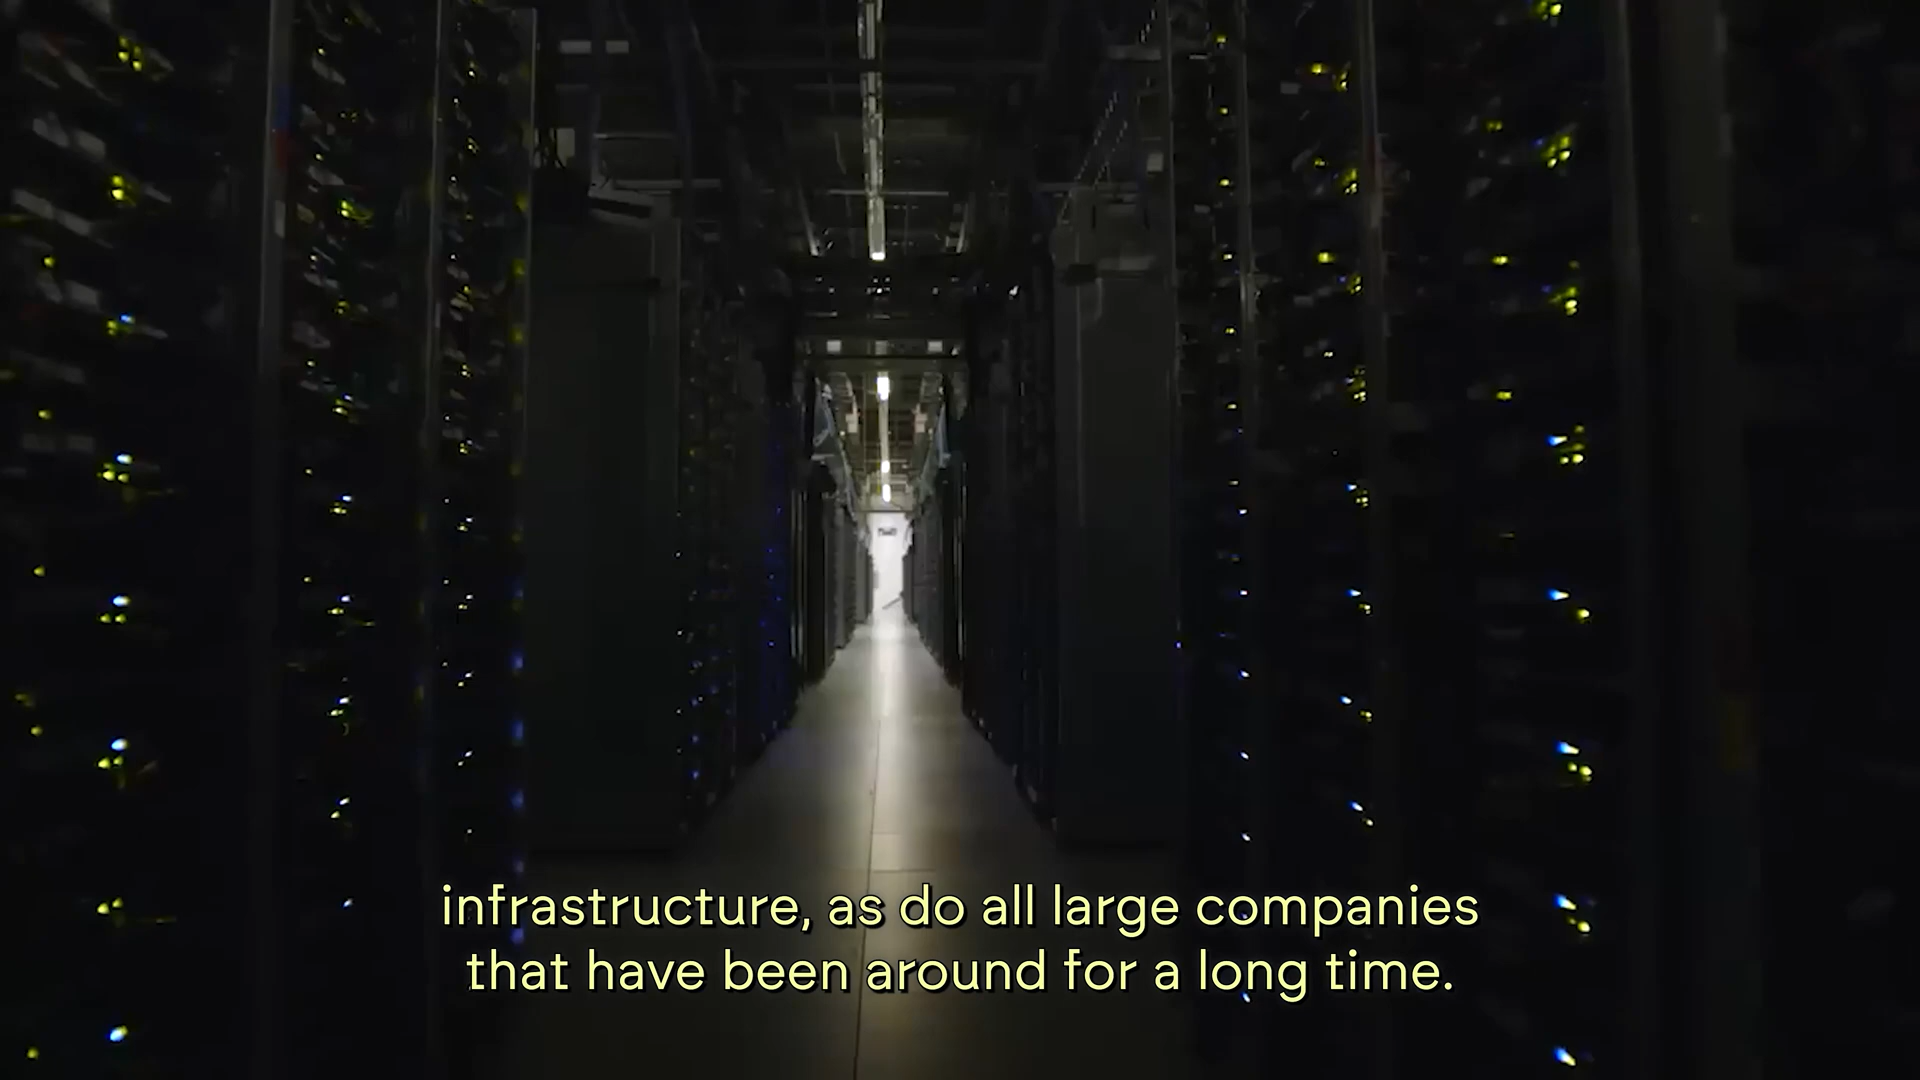 infrastructure, as do all large companies
that have been around for a long time.